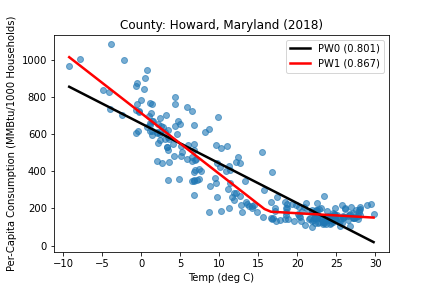 County: Howard, Maryland (2018)
PW0 (0.801)
PW1 (0.867)
Per-Capita Consumption (MMBtu/1000 Households)
1000
800
600
400
200
0
-10 -5 0 5 10 15 20 25 30
Temp (deg C)